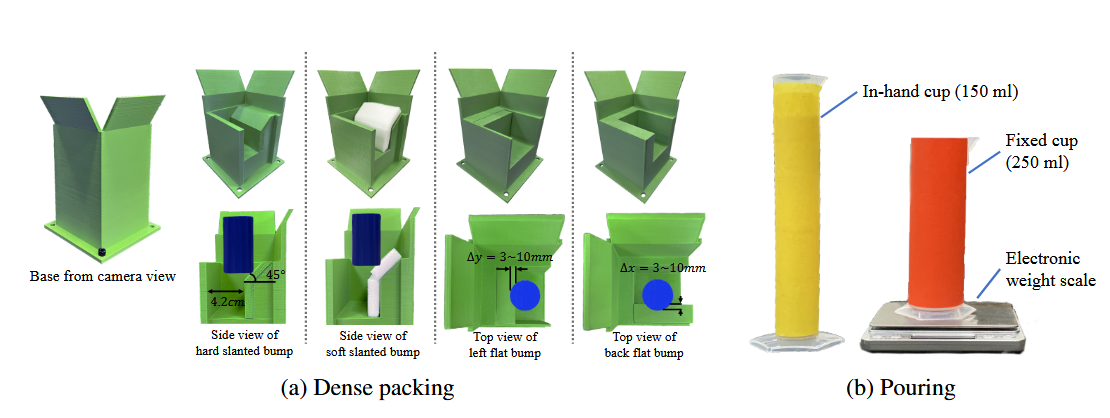 Base from camera view
45°
4.2cm
Side view of
hard slanted bump
Side view of
soft slanted bump
Δy = 3~10mm
Top view of
left flat bump
Δx = 3~10mm
Top view of
back flat bump
(a) Dense packing
In-hand cup (150 ml)
Fixed cup
(250 ml)
Electronic
weight scale
(b) Pouring